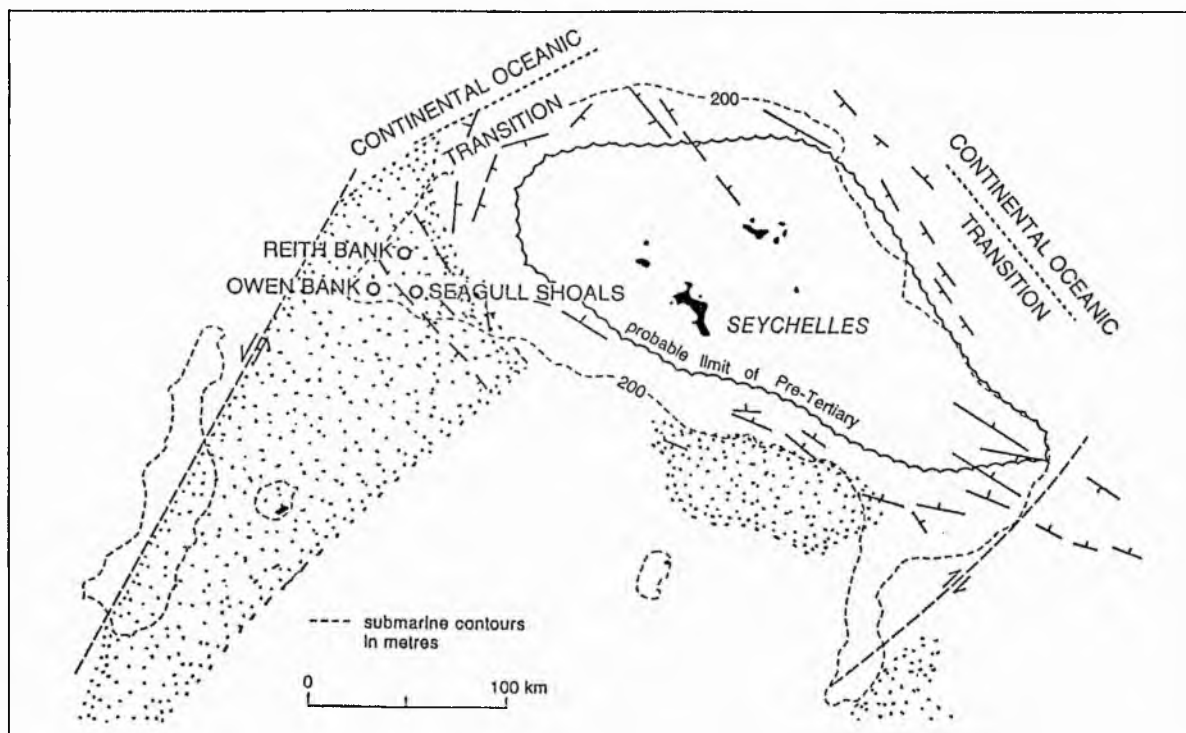 CONTINENTAL OCEANIC
TRANSITION
200
CONTINENTAL OCEANIC
TRANSITION
REITH BANK
OWEN BANK
SEAGULL SHOALS
SEYCHELLES
probable limit of Pre-Tertiary
200
submarine contours
in metres
0
100 km